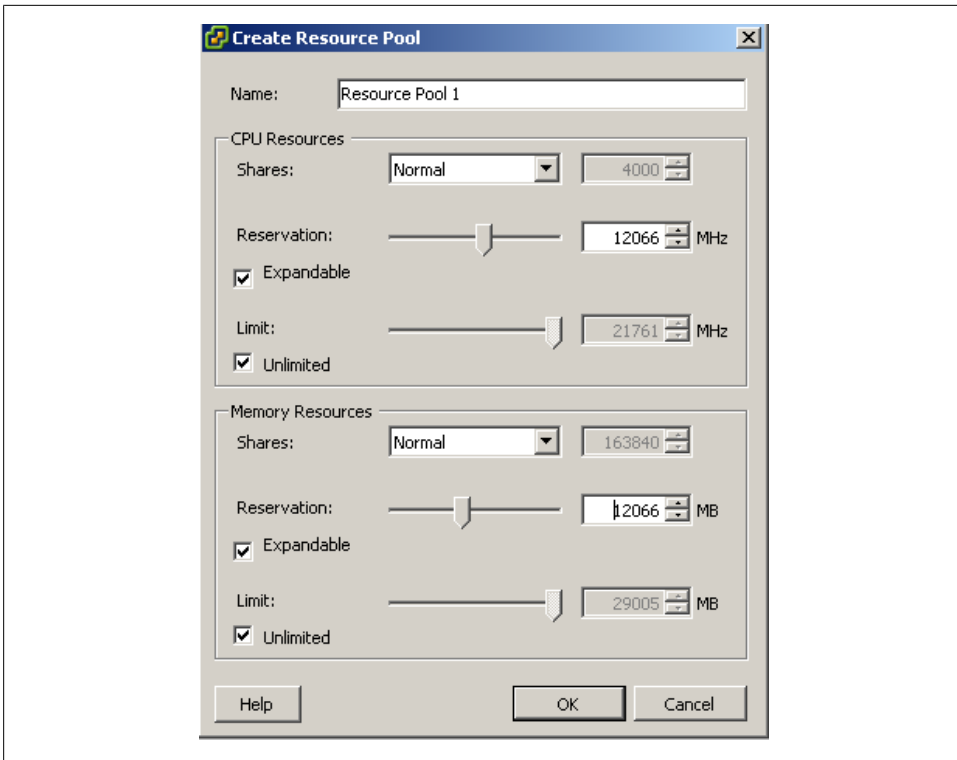 Create Resource Pool
Name: Resource Pool 1
CPU Resources
Shares: Normal 4000
Reservation: 12066 MHz
Expandable
Limit: 21761 MHz
Unlimited
Memory Resources
Shares: Normal 163840
Reservation: 12066 MB
Expandable
Limit: 29005 MB
Unlimited
Help OK Cancel